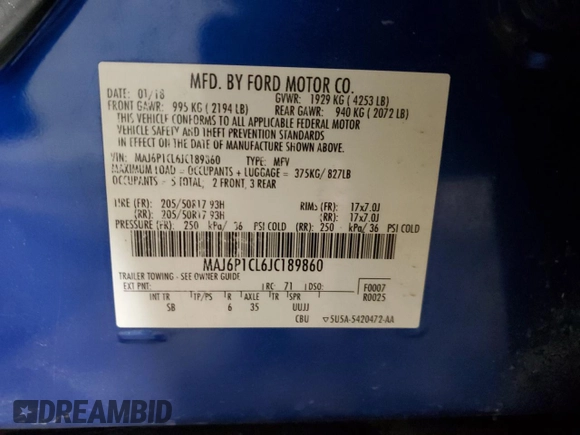 MFD. BY FORD MOTOR CO.
DATE: 01/18 GVWR: 1929 KG (4253 LB)
FRONT GAWR: 995 KG (2194 LB) REAR GAWR: 940 KG (2072 LB)
THIS VEHICLE CONFORMS TO ALL APPLICABLE FEDERAL MOTOR
VEHICLE SAFETY AND THEFT PREVENTION STANDARDS
IN EFFECT ON THE DATE OF MANUFACTURE SHOWN ABOVE.
VIN: MAJ6P1CL6JC189860 TYPE: MPV
MAXIMUM LOAD = OCCUPANTS + LUGGAGE = 375KG/827LB
OCCUPANTS = 5 TOTAL, 2 FRONT, 3 REAR
TIRE (FR): 205/50R17 93H RIMS (FR): 17x7.0J
(RR): 205/50R17 93H (RR): 17x7.0J
PRESSURE (FR): 250 kPa/ 36 PSI COLD (RR): 250 kPa/ 36 PSI COLD
MAJ6P1CL6JC189860
TRAILER TOWING - SEE OWNER GUIDE
EXT PNT: RC: 71 DSO: F0007
R0025
INT TR TP/PS R AXLE TR SPR
SB 6 35 UUJJ
CBU ▽SUSA-5420472-AA
DREAMBID